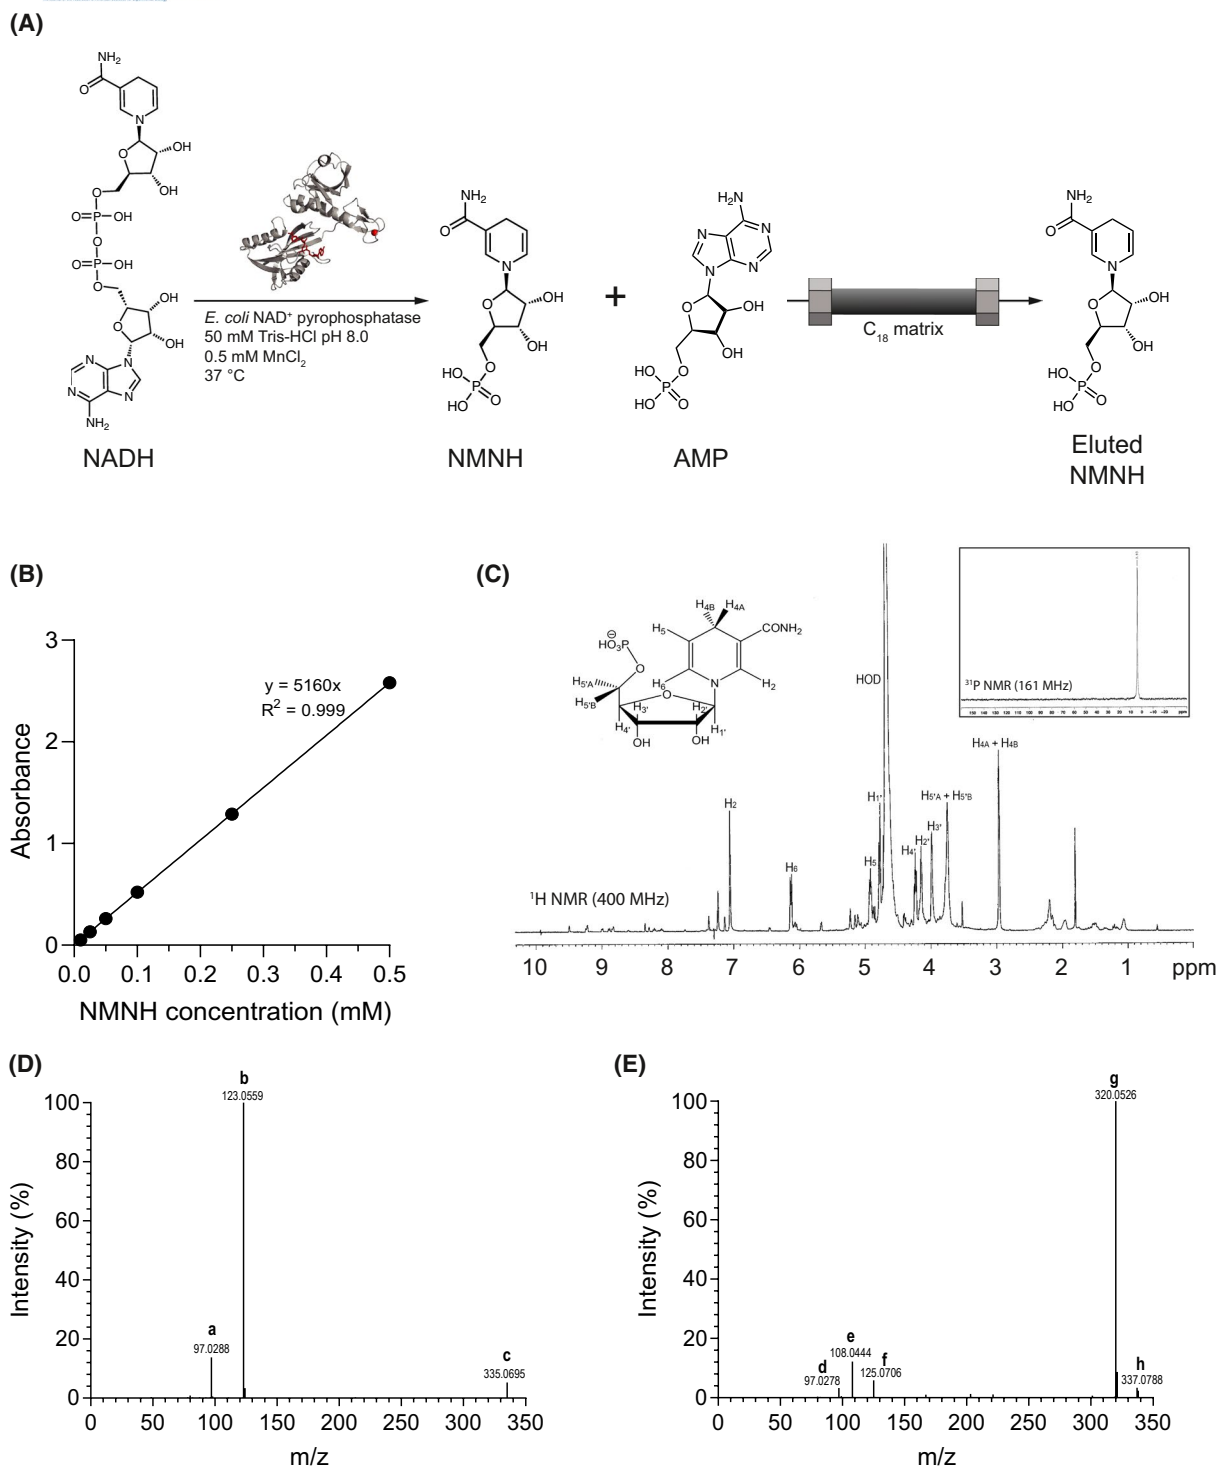 (A)
NH₂
O
N
O
OH
OH
O
O=P-OH
O
O=P-OH
O
OH
O
OH
N
N
N
N
NH₂
NADH
E. coli NAD⁺ pyrophosphatase
50 mM Tris-HCl pH 8.0
0.5 mM MnCl₂
37 °C
NH₂
O
N
O
OH
OH
O
HO
P
HO
O
NMNH
+
H₂N
N
N
N
N
O
OH
OH
O
HO
P
HO
O
AMP
C₁₈ matrix
NH₂
O
N
O
OH
OH
O
HO
P
HO
O
Eluted
NMNH
(B)
3
2
1
0
Absorbance
y = 5160x
R² = 0.999
0.0 0.1 0.2 0.3 0.4 0.5
NMNH concentration (mM)
(C)
H₄B H₄A
H₅ CONH₂
⊖
HO₃P
O
H₅'A H₆ O N H₂
H₅'B H₃' H₂'
H₄' H₁'
OH OH
HOD
³¹P NMR (161 MHz)
ppm
H₄A + H₄B
H₂
H₆
H₅
H₁'
H₄'
H₂'
H₃'
H₅'A + H₅'B
¹H NMR (400 MHz)
10 9 8 7 6 5 4 3 2 1 ppm
(D)
b
123.0559
a
97.0288
c
335.0695
100
80
60
40
20
0
Intensity (%)
0 50 100 150 200 250 300 350
m/z
(E)
g
320.0526
e
108.0444
d
97.0278
f
125.0706
h
337.0788
100
80
60
40
20
0
Intensity (%)
0 50 100 150 200 250 300 350
m/z